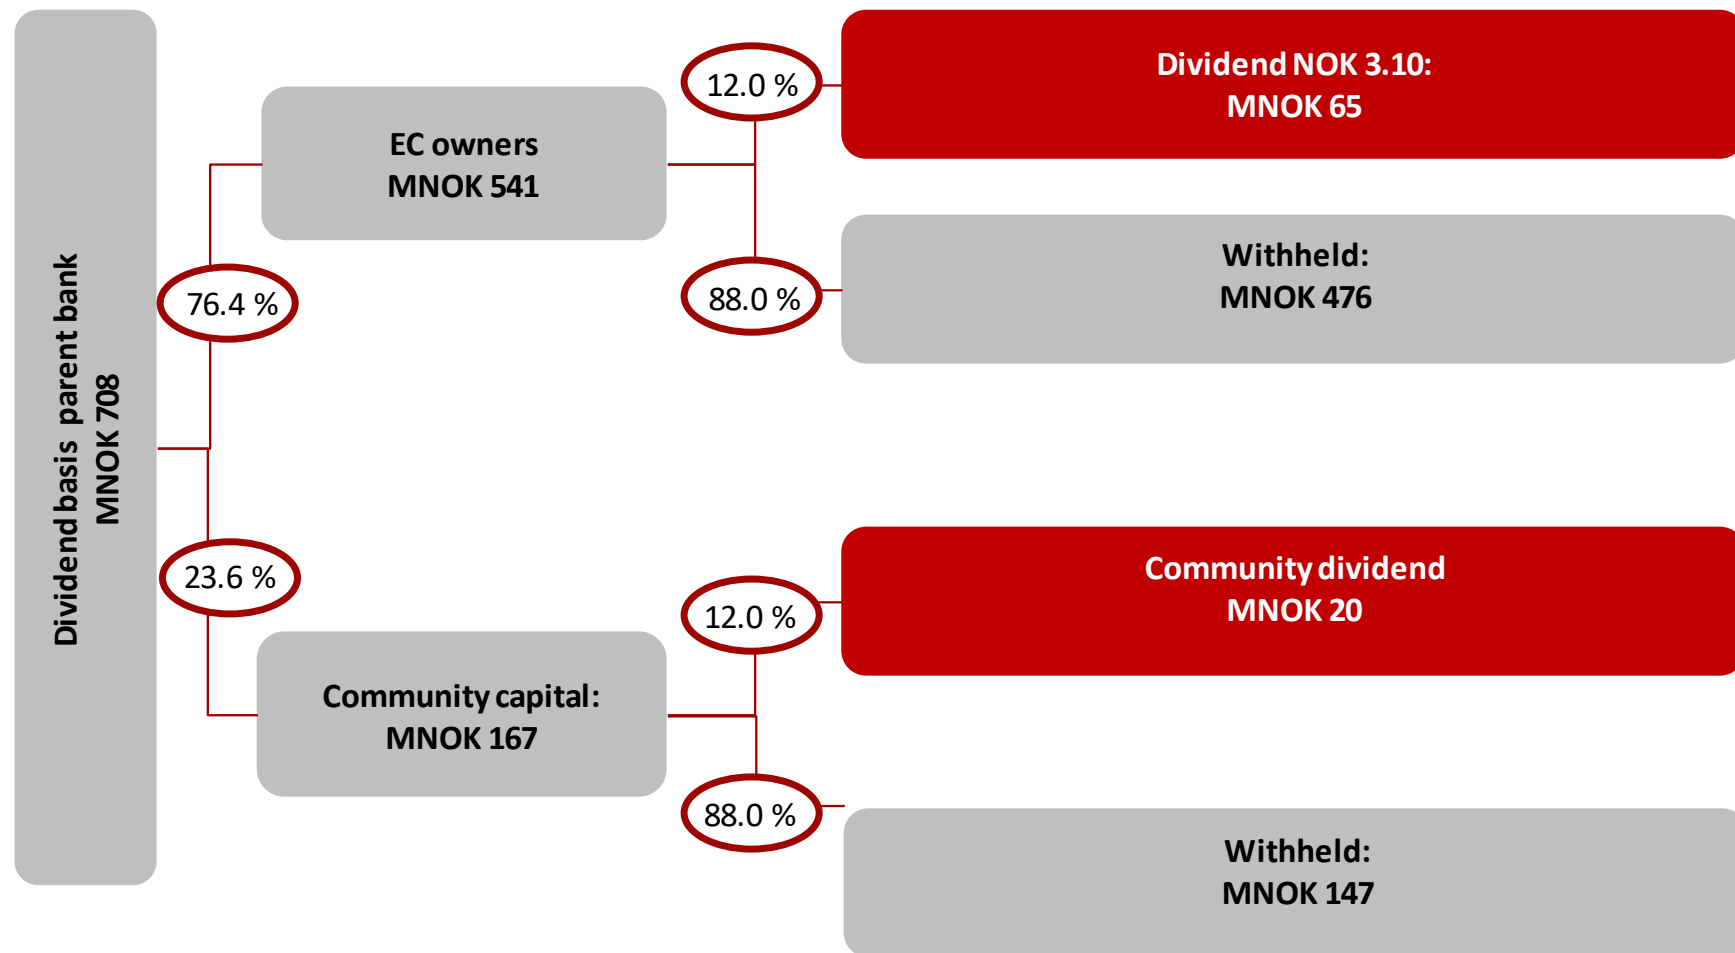 Dividend basis parent bank
MNOK 708
76.4 %
23.6 %
EC owners
MNOK 541
12.0 %
88.0 %
Dividend NOK 3.10:
MNOK 65
Withheld:
MNOK 476
Community capital:
MNOK 167
12.0 %
88.0 %
Community dividend
MNOK 20
Withheld:
MNOK 147